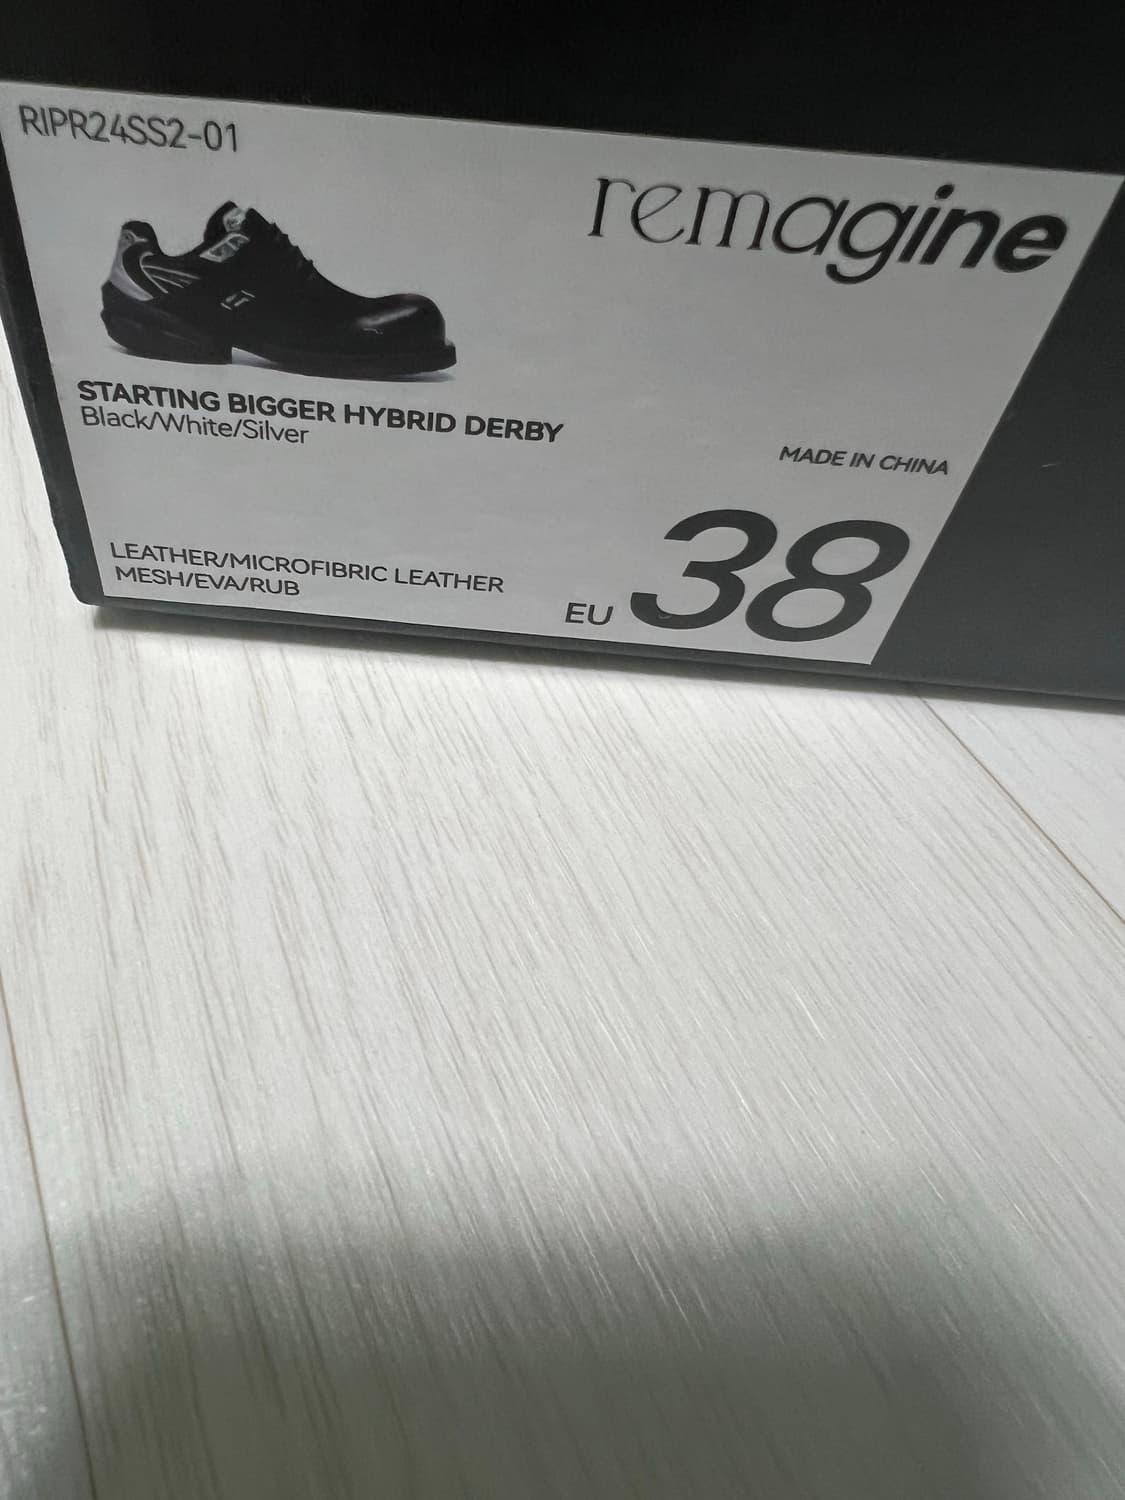 RIPR24SS2-01
remagine
STARTING BIGGER HYBRID DERBY
Black/White/Silver
MADE IN CHINA
LEATHER/MICROFIBRIC LEATHER
MESH/EVA/RUB
EU 38